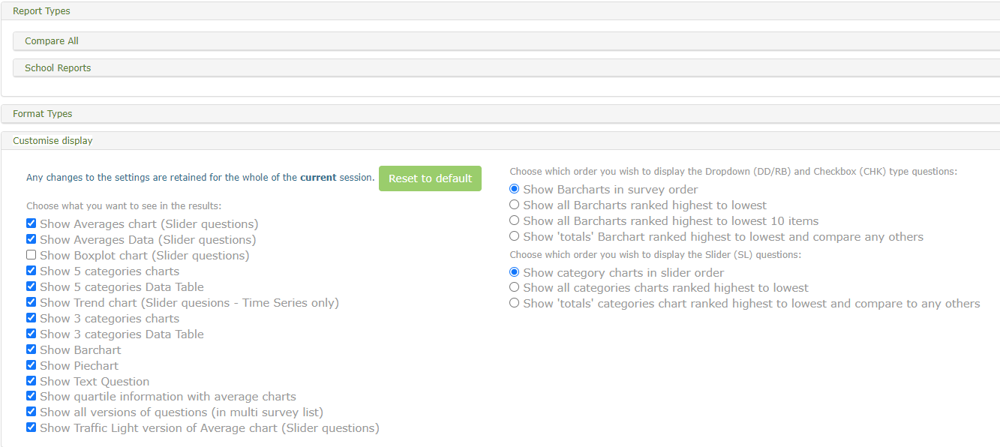 Report Types
Compare All
School Reports
Format Types
Customise display
Any changes to the settings are retained for the whole of the current session.
Reset to default
Choose what you want to see in the results:
Show Averages chart (Slider questions)
Show Averages Data (Slider questions)
Show Boxplot chart (Slider questions)
Show 5 categories charts
Show 5 categories Data Table
Show Trend chart (Slider quesions - Time Series only)
Show 3 categories charts
Show 3 categories Data Table
Show Barchart
Show Piechart
Show Text Question
Show quartile information with average charts
Show all versions of questions (in multi survey list)
Show Traffic Light version of Average chart (Slider questions)
Choose which order you wish to display the Dropdown (DD/RB) and Checkbox (CHK) type questions:
Show Barcharts in survey order
Show all Barcharts ranked highest to lowest
Show all Barcharts ranked highest to lowest 10 items
Show 'totals' Barchart ranked highest to lowest and compare any others
Choose which order you wish to display the Slider (SL) questions:
Show category charts in slider order
Show all categories charts ranked highest to lowest
Show 'totals' categories chart ranked highest to lowest and compare to any others